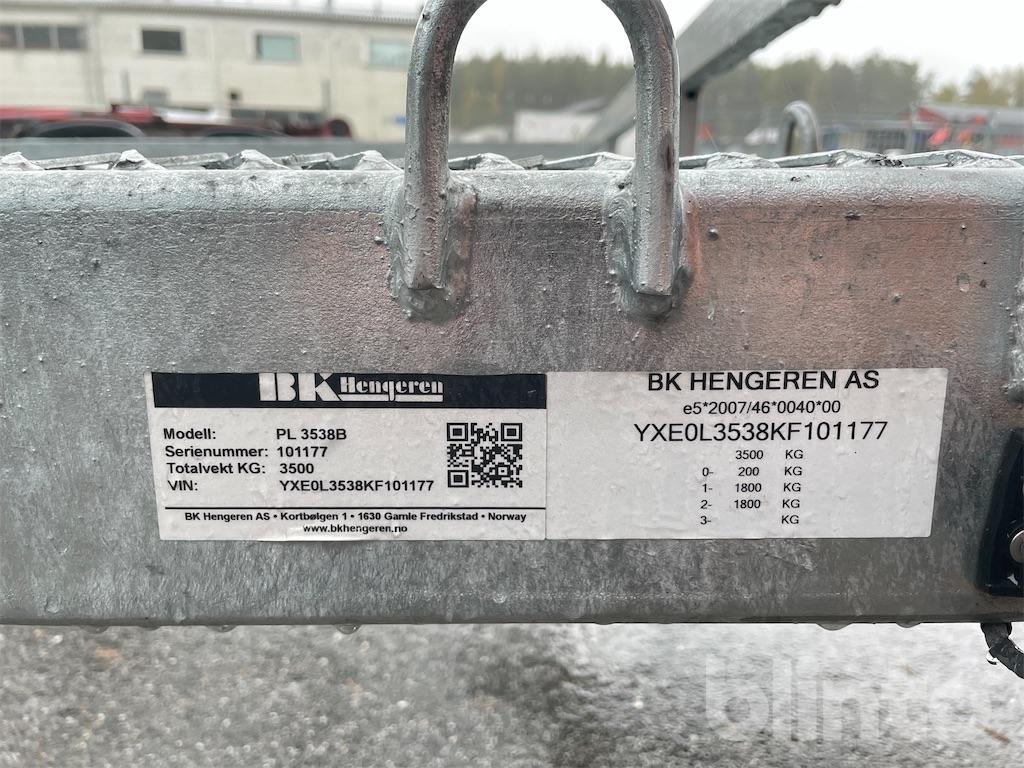 BK Hengeren
Modell: PL 3538B
Serienummer: 101177
Totalvekt KG: 3500
VIN: YXE0L3538KF101177
BK Hengeren AS • Kortbølgen 1 • 1630 Gamle Fredrikstad • Norway
www.bkhengeren.no
BK HENGEREN AS
e5*2007/46*0040*00
YXE0L3538KF101177
3500 KG
0- 200 KG
1- 1800 KG
2- 1800 KG
3- KG